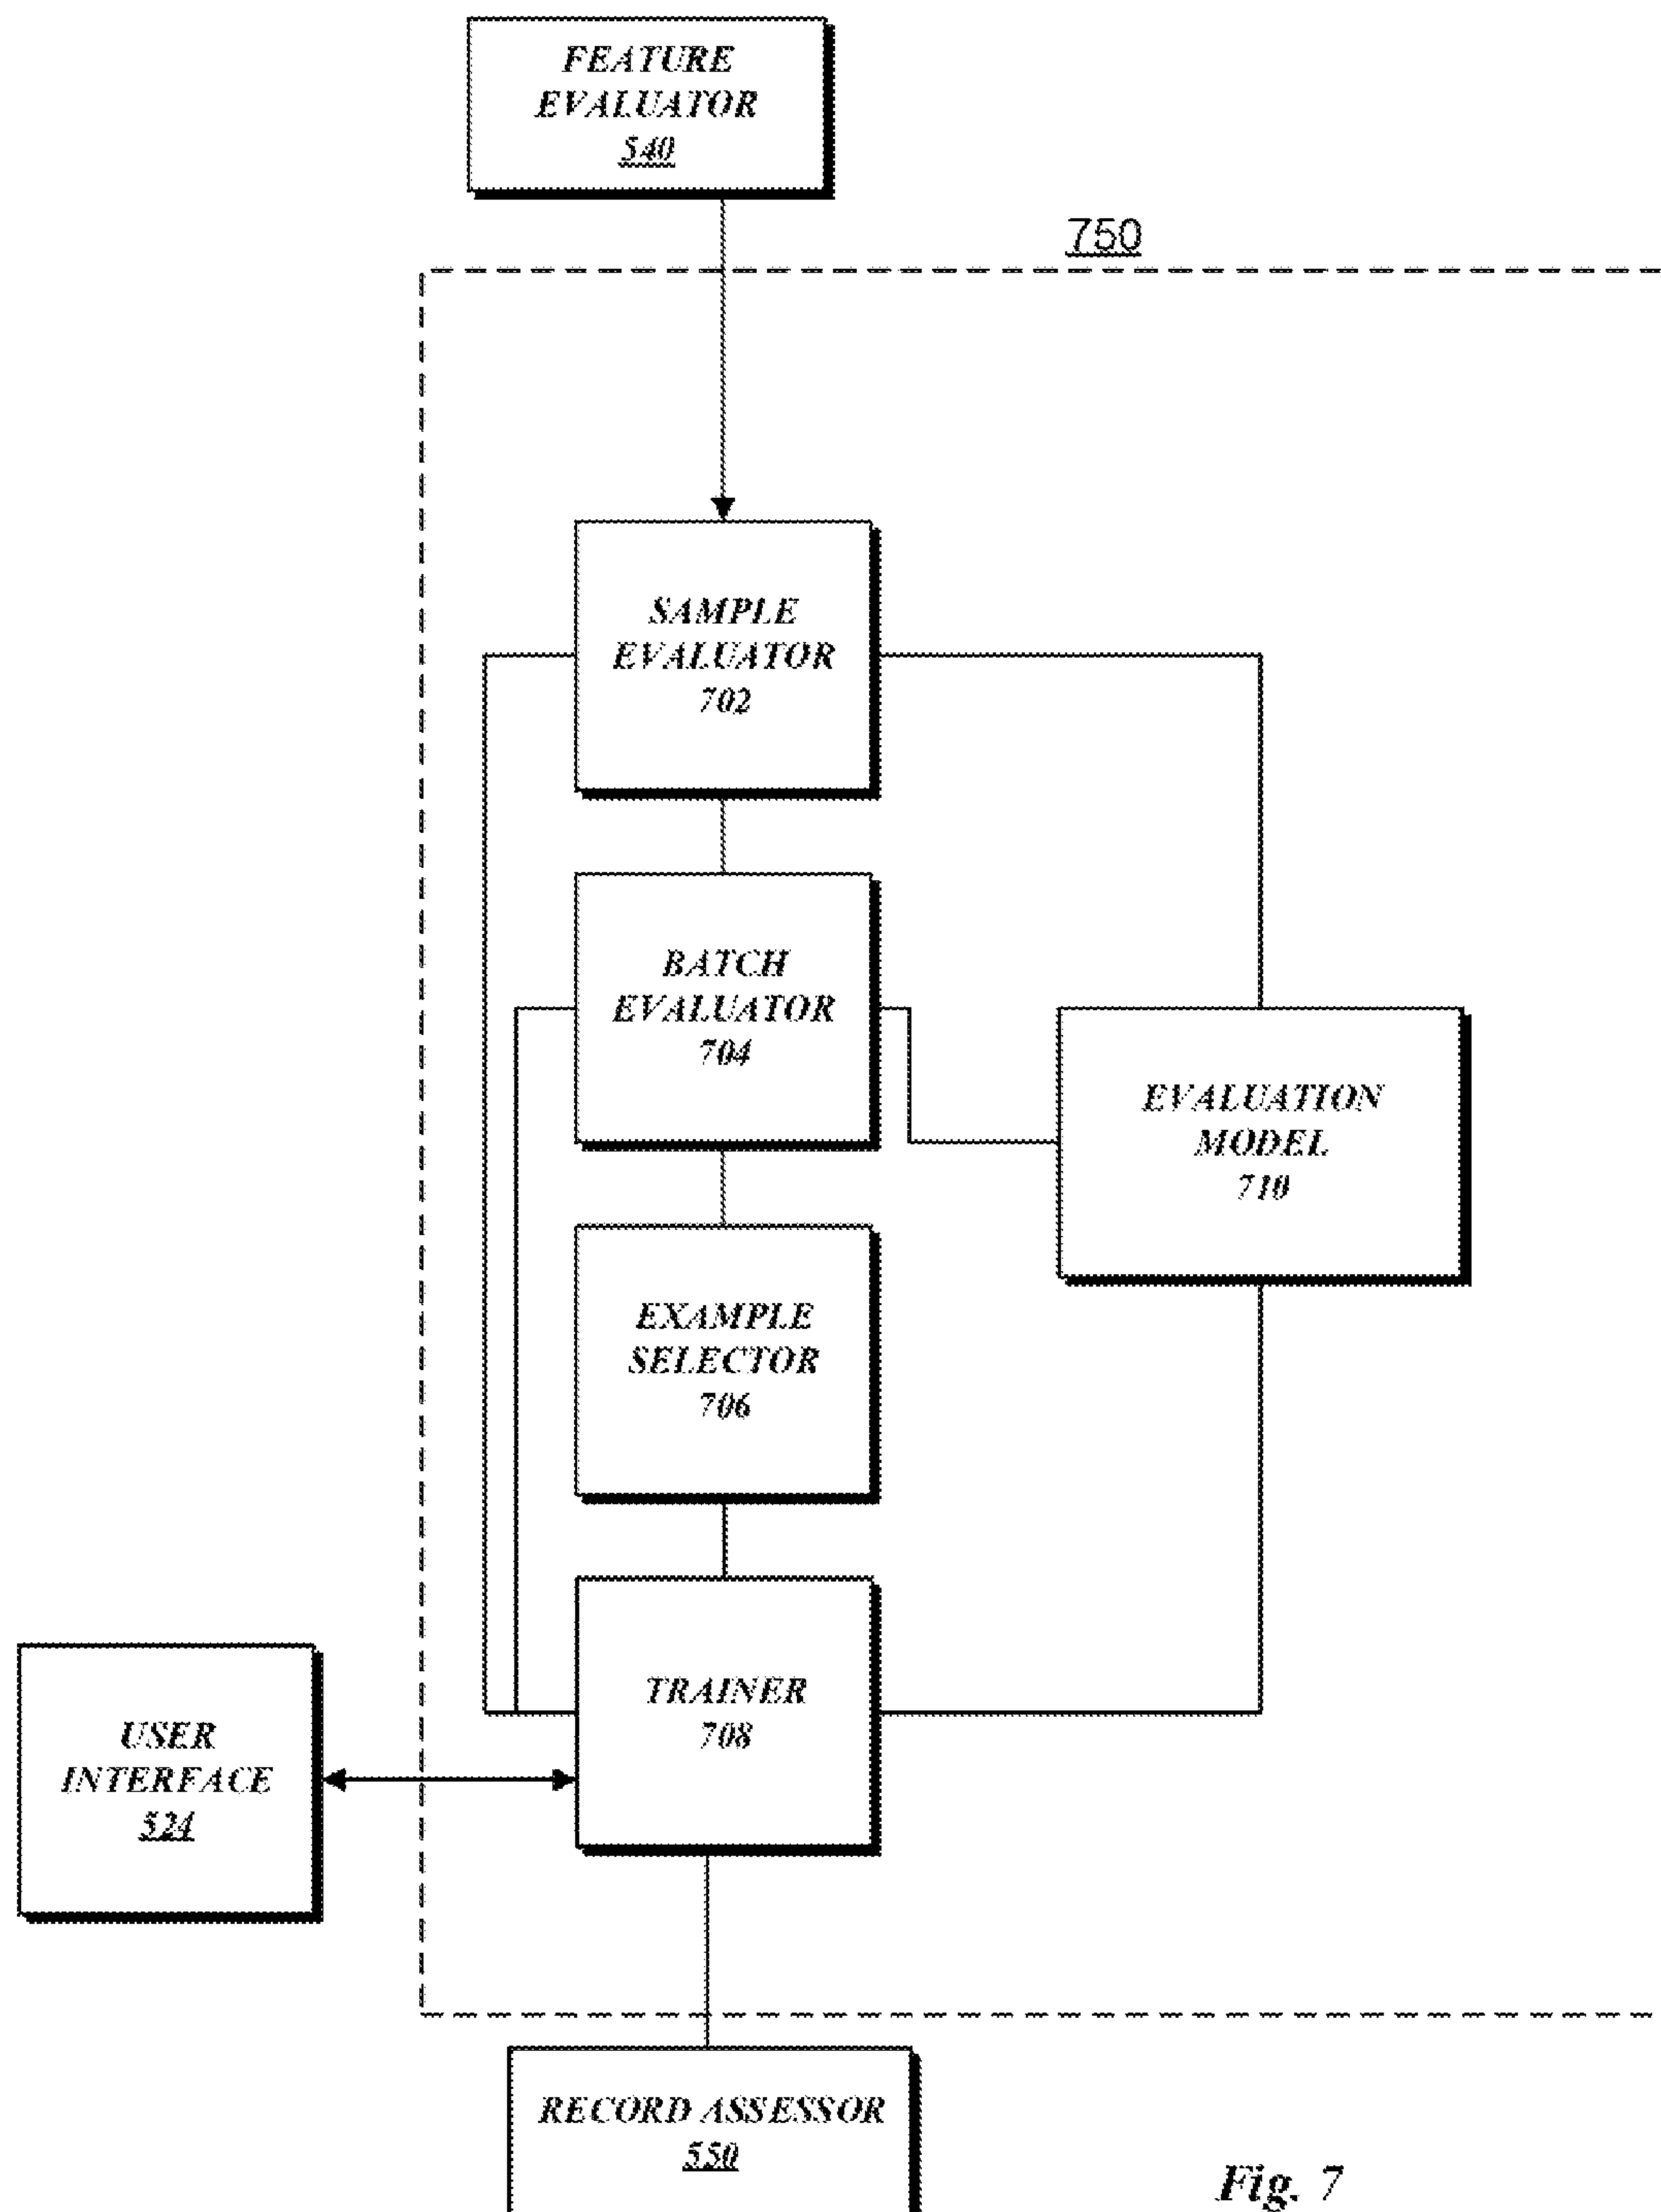 FEATURE
EVALUATOR
540
750
SAMPLE
EVALUATOR
702
BATCH
EVALUATOR
704
EVALUATION
MODEL
710
EXAMPLE
SELECTOR
706
TRAINER
708
USER
INTERFACE
524
RECORD ASSESSOR
550
Fig. 7